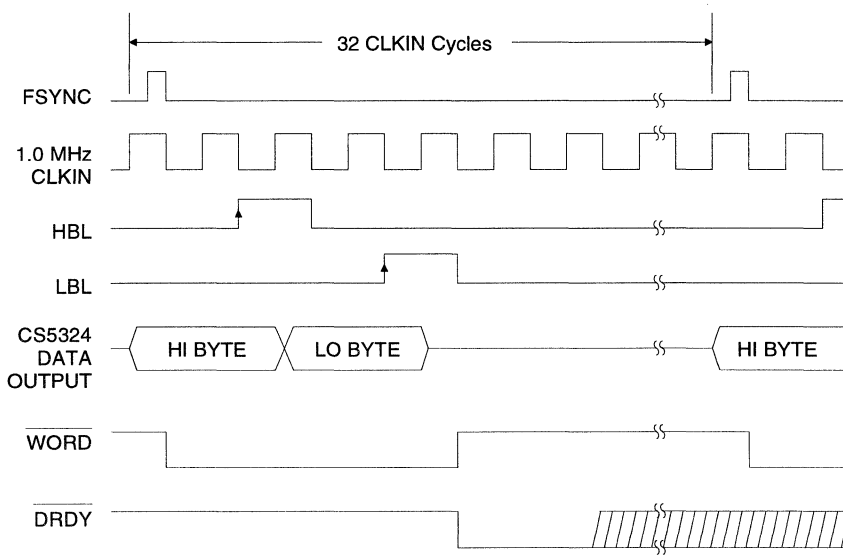 32 CLKIN Cycles
FSYNC
1.0 MHz
CLKIN
HBL
LBL
CS5324
DATA
OUTPUT
HI BYTE
LO BYTE
HI BYTE
WORD
DRDY